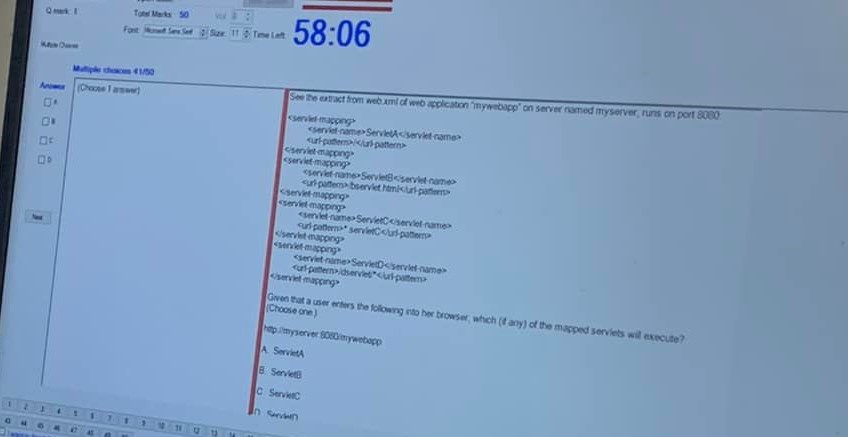 Q mark: 1
Total Marks 50
Font Microsoft Sans Serif Size: 11 Time Left 58:06
Multiple Choices
Multiple choices 41/50
Answer
(Choose 1 answer)
A
B
C
D
Next
See the extract from web.xml of web application "mywebapp" on server named myserver, runs on port 8080
<servlet-mapping>
<servlet-name>ServletA</servlet-name>
<url-pattern>/</url-pattern>
</servlet-mapping>
<servlet-mapping>
<servlet-name>ServletB</servlet-name>
<url-pattern>/bservlet.html</url-pattern>
</servlet-mapping>
<servlet-mapping>
<servlet-name>ServletC</servlet-name>
<url-pattern>*.servletC</url-pattern>
</servlet-mapping>
<servlet-mapping>
<servlet-name>ServletD</servlet-name>
<url-pattern>/dservlet/*</url-pattern>
</servlet-mapping>
Given that a user enters the following into her browser, which (if any) of the mapped servlets will execute?
(Choose one.)
http://myserver:8080/mywebapp
A. ServletA
B. ServletB
C. ServletC
D. ServletD
1 2 3 4 5 6 7 8 9 10 11 12 13 14
43 44 45 46 47 48 49